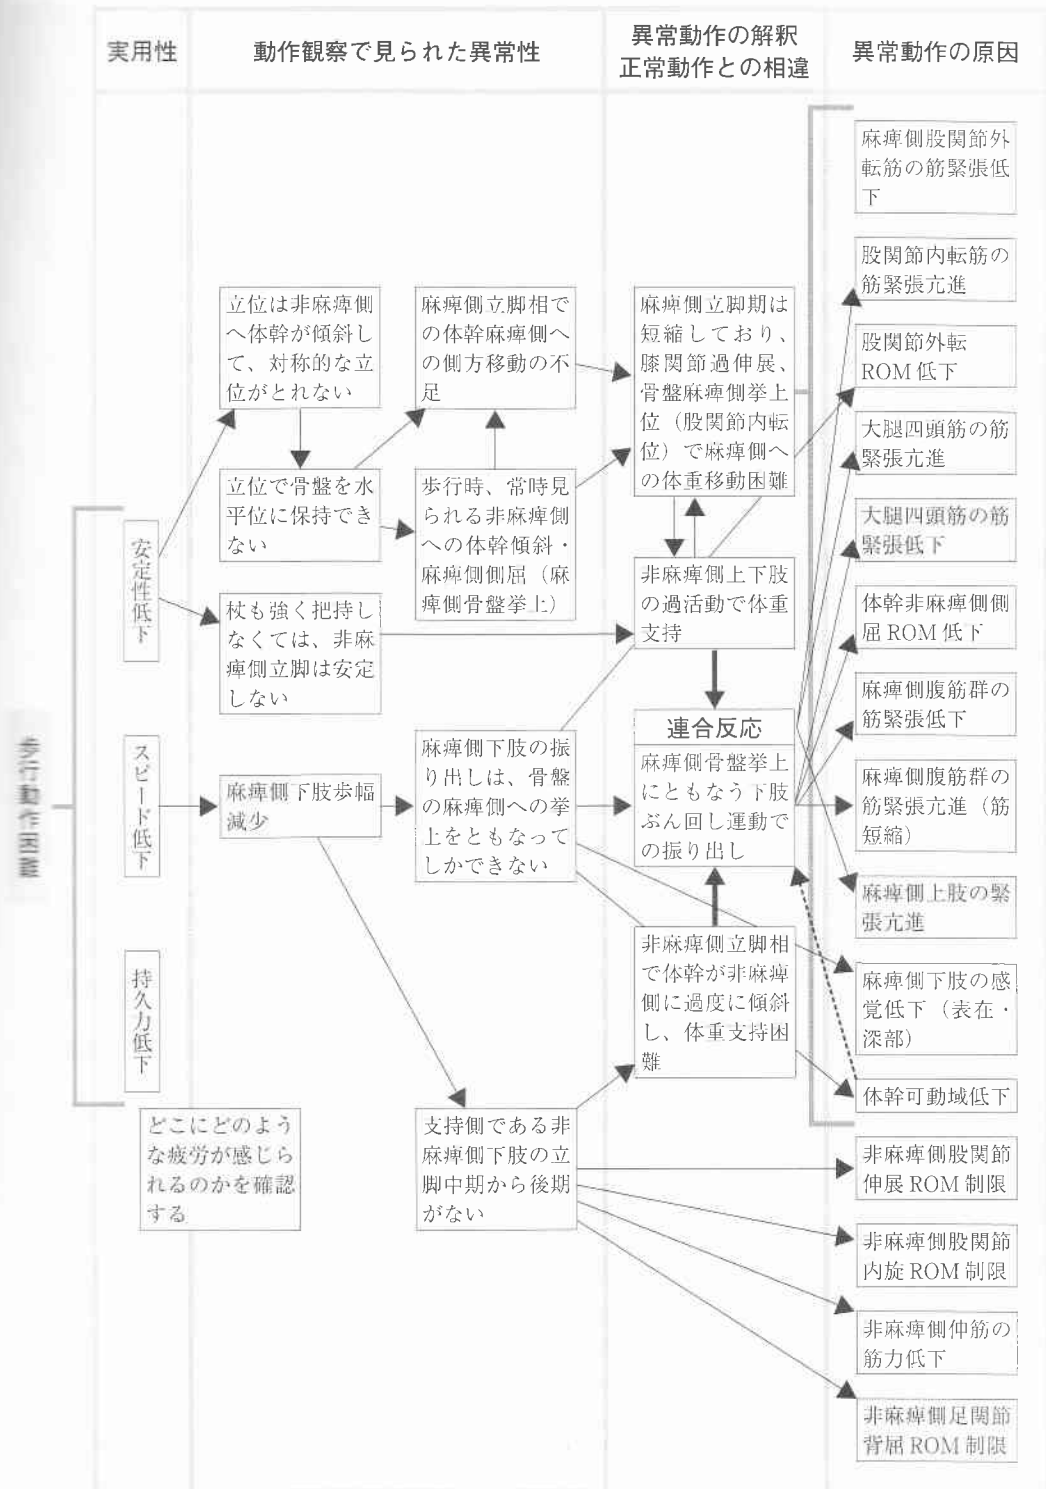 実用性
動作観察で見られた異常性
異常動作の解釈
正常動作との相違
異常動作の原因
歩行動作困難
安定性低下
スピード低下
持久力低下
どこにどのよう
な疲労が感じら
れるのかを確認
する
立位は非麻痺側
へ体幹が傾斜し
て、対称的な立
位がとれない
立位で骨盤を水
平位に保持でき
ない
杖も強く把持し
なくては、非麻
痺側立脚は安定
しない
麻痺側下肢歩幅
減少
麻痺側立脚相で
の体幹麻痺側へ
の側方移動の不
足
歩行時、常時見
られる非麻痺側
への体幹傾斜・
麻痺側側屈（麻
痺側骨盤挙上）
麻痺側下肢の振
り出しは、骨盤
の麻痺側への挙
上をともなって
しかできない
支持側である非
麻痺側下肢の立
脚中期から後期
がない
麻痺側立脚期は
短縮しており、
膝関節過伸展、
骨盤麻痺側挙上
位（股関節内転
位）で麻痺側へ
の体重移動困難
非麻痺側上下肢
の過活動で体重
支持
連合反応
麻痺側骨盤挙上
にともなう下肢
ぶん回し運動で
の振り出し
非麻痺側立脚相
で体幹が非麻痺
側に過度に傾斜
し、体重支持困
難
麻痺側股関節外
転筋の筋緊張低
下
股関節内転筋の
筋緊張亢進
股関節外転
ROM 低下
大腿四頭筋の筋
緊張亢進
大腿四頭筋の筋
緊張低下
体幹非麻痺側側
屈ROM 低下
麻痺側腹筋群の
筋緊張低下
麻痺側腹筋群の
筋緊張亢進（筋
短縮）
麻痺側上肢の緊
張亢進
麻痺側下肢の感
覚低下（表在・
深部）
体幹可動域低下
非麻痺側股関節
伸展 ROM 制限
非麻痺側股関節
内旋 ROM 制限
非麻痺側伸筋の
筋力低下
非麻痺側足関節
背屈 ROM 制限